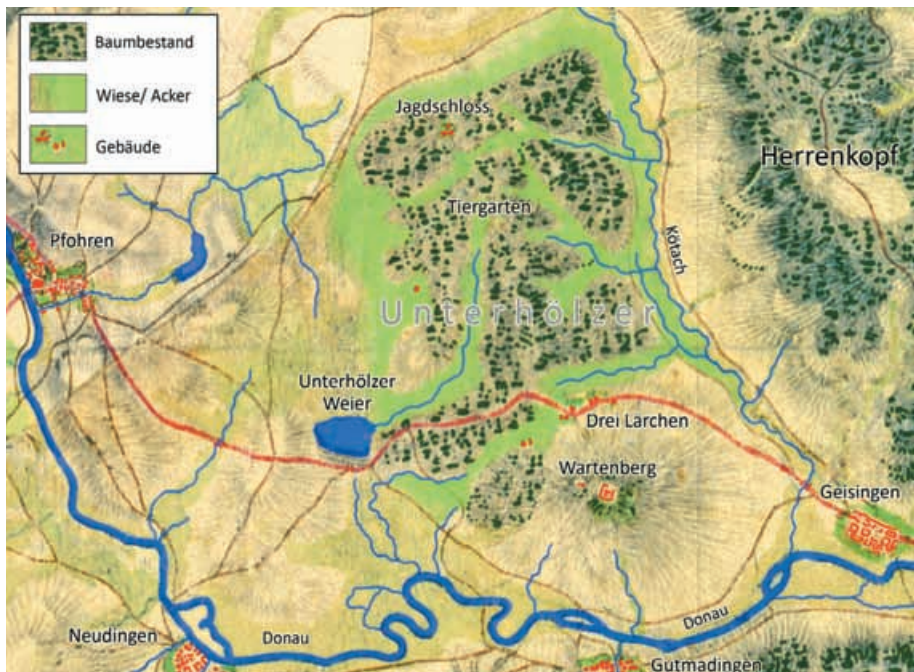 Baumbestand
Wiese/ Acker
Gebäude
Jagdschloss
Herrenkopf
Tiergarten
Pfohren
Kötach
Unterhölzer
Unterhölzer
Weier
Drei Larchen
Wartenberg
Geisingen
Neudingen
Donau
Donau
Gutmadingen